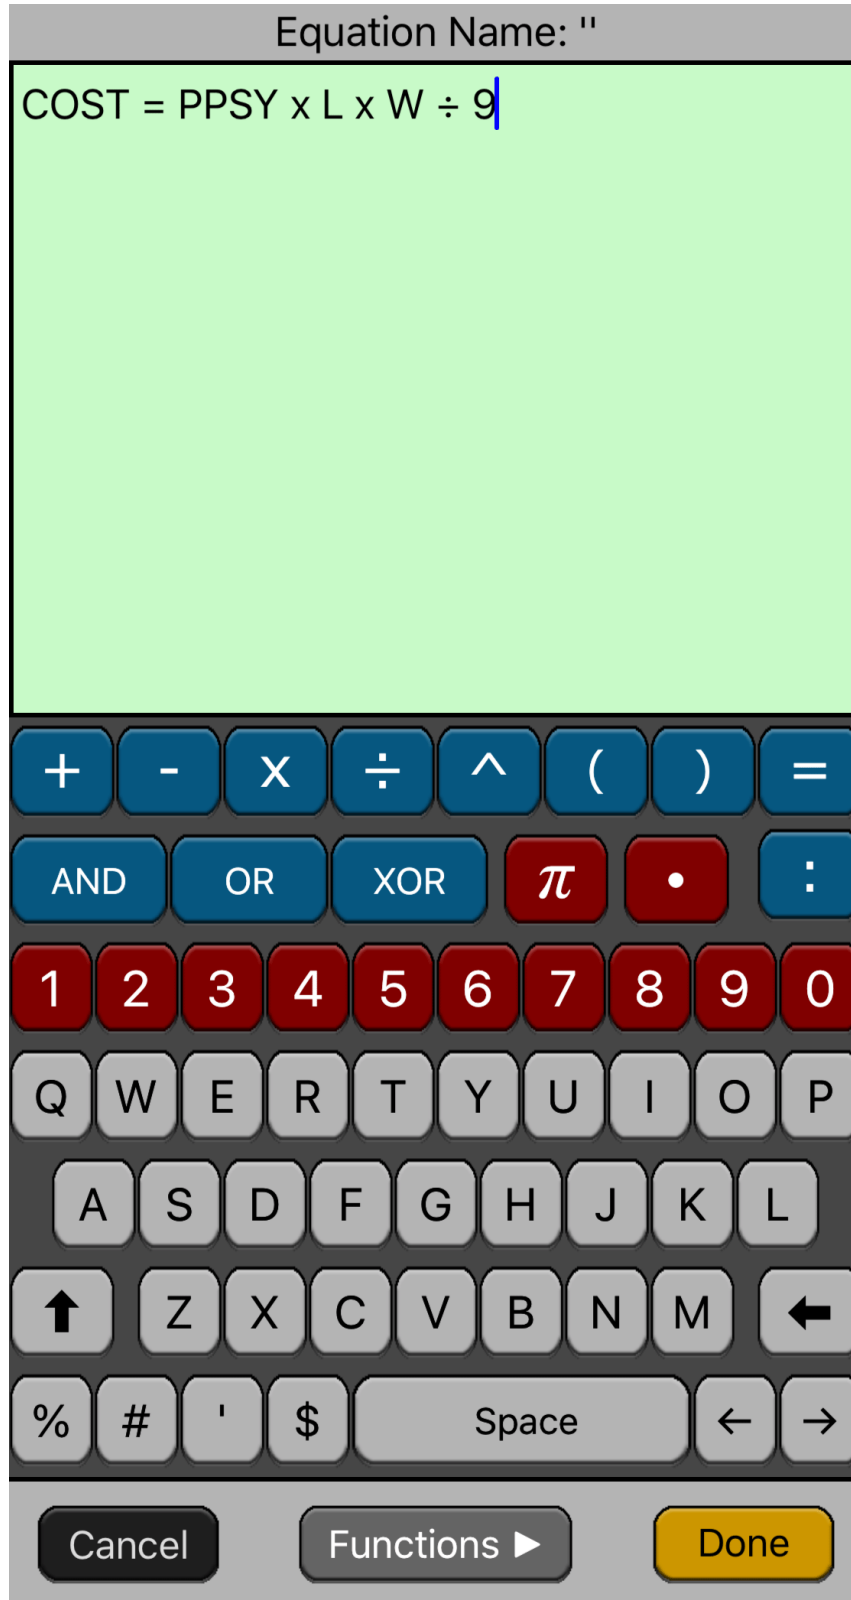 Equation Name: ''
COST = PPSY x L x W ÷ 9
+ - x ÷ ^ ( ) =
AND OR XOR π • :
1 2 3 4 5 6 7 8 9 0
Q W E R T Y U I O P
A S D F G H J K L
Z X C V B N M
% # ' $ Space ← →
Cancel Functions ► Done